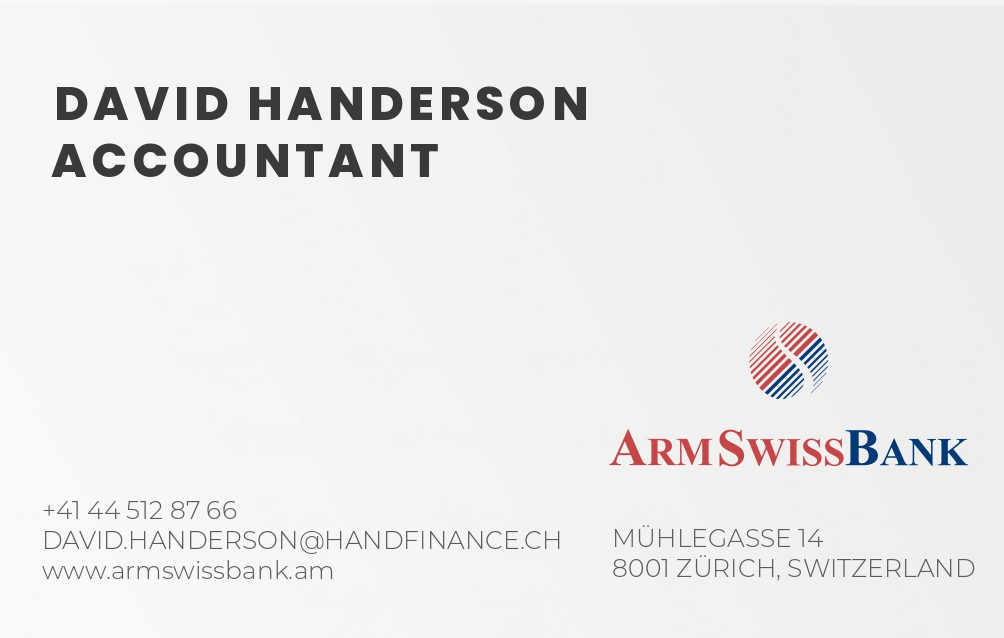 DAVID HANDERSON
ACCOUNTANT
ARMSWISSBANK
+41 44 512 87 66
DAVID.HANDERSON@HANDFINANCE.CH
www.armswissbank.am
MÜHLEGASSE 14
8001 ZÜRICH, SWITZERLAND